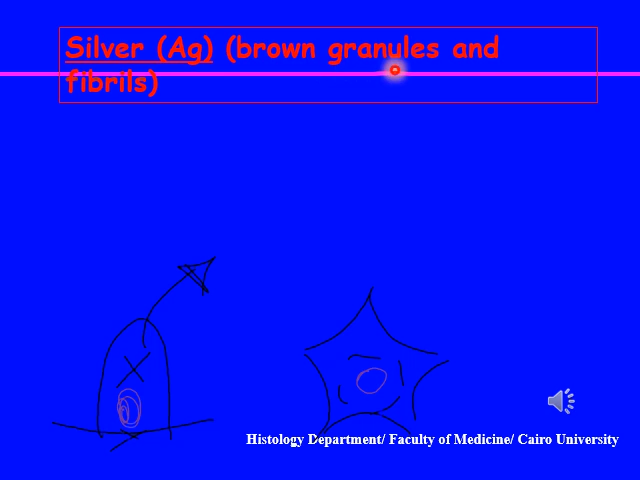 Silver (Ag) (brown granules and
fibrils)
Histology Department/ Faculty of Medicine/ Cairo University